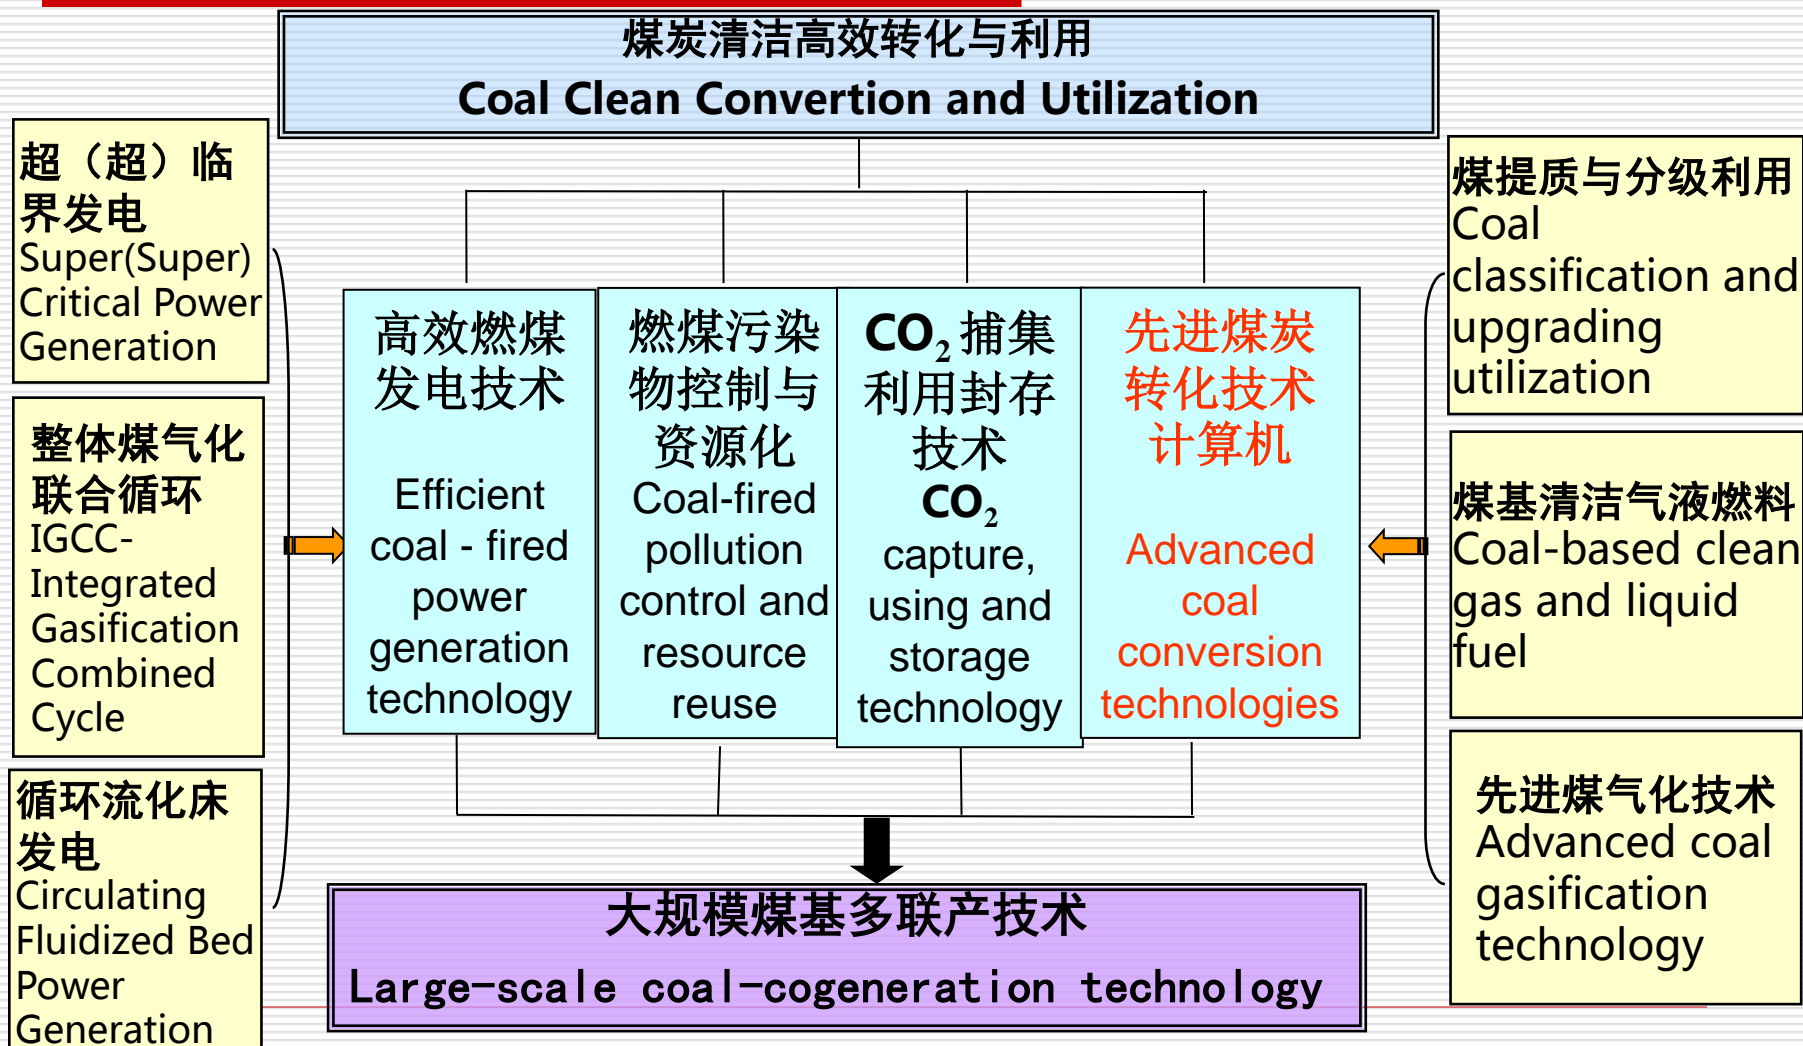 煤炭清洁高效转化与利用
Coal Clean Convertion and Utilization
超（超）临
界发电
Super(Super)
Critical Power
Generation
整体煤气化
联合循环
IGCC-
Integrated
Gasification
Combined
Cycle
循环流化床
发电
Circulating
Fluidized Bed
Power
Generation
高效燃煤
发电技术
Efficient
coal - fired
power
generation
technology
燃煤污染
物控制与
资源化
Coal-fired
pollution
control and
resource
reuse
CO₂捕集
利用封存
技术
CO₂
capture,
using and
storage
technology
先进煤炭
转化技术
计算机
Advanced
coal
conversion
technologies
煤提质与分级利用
Coal
classification and
upgrading
utilization
煤基清洁气液燃料
Coal-based clean
gas and liquid
fuel
先进煤气化技术
Advanced coal
gasification
technology
大规模煤基多联产技术
Large-scale coal-cogeneration technology